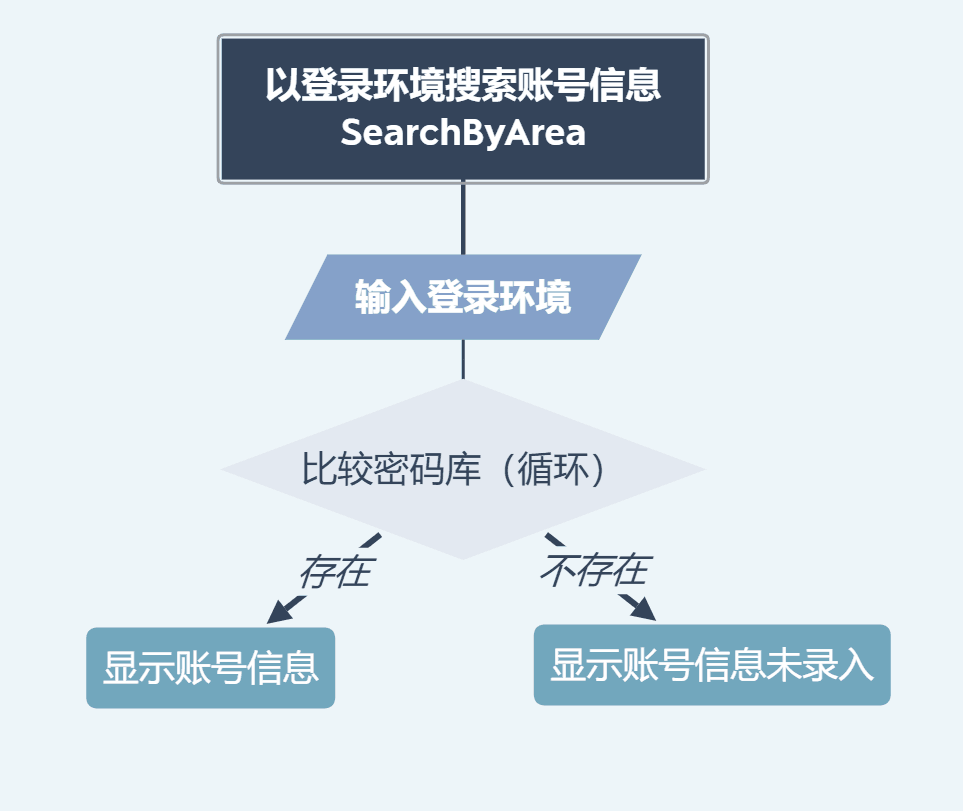 以登录环境搜索账号信息
SearchByArea
输入登录环境
比较密码库（循环）
存在
不存在
显示账号信息
显示账号信息未录入